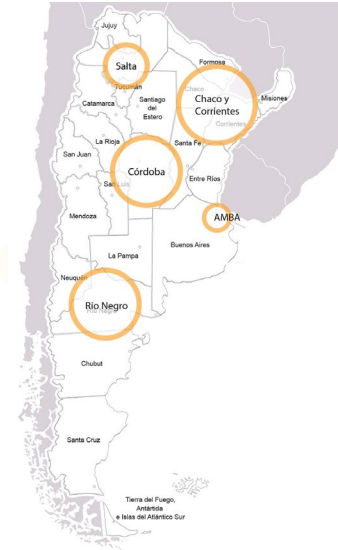 Jujuy
Salta
Formosa
Tucumán
Chaco
Misiones
Catamarca
Santiago
del
Estero
Chaco y
Corrientes
Corrientes
La Rioja
Santa Fe
San Juan
Córdoba
San Luis
Entre Ríos
Mendoza
AMBA
Buenos Aires
La Pampa
Neuquén
Río Negro
Río Negro
Chubut
Santa Cruz
Tierra del Fuego,
Antártida
e Islas del Atlántico Sur